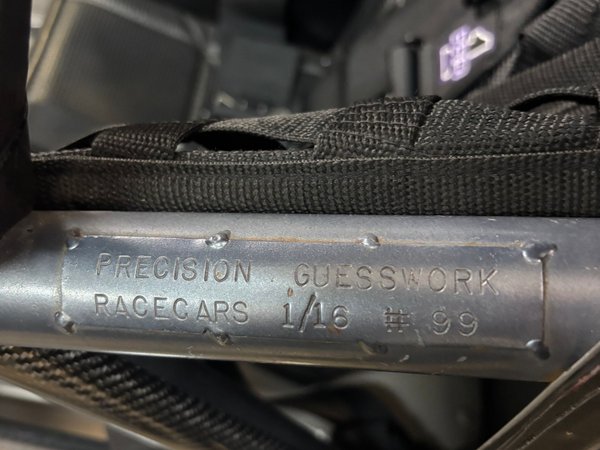 PRECISION GUESSWORK
RACECARS 1/16 # 99